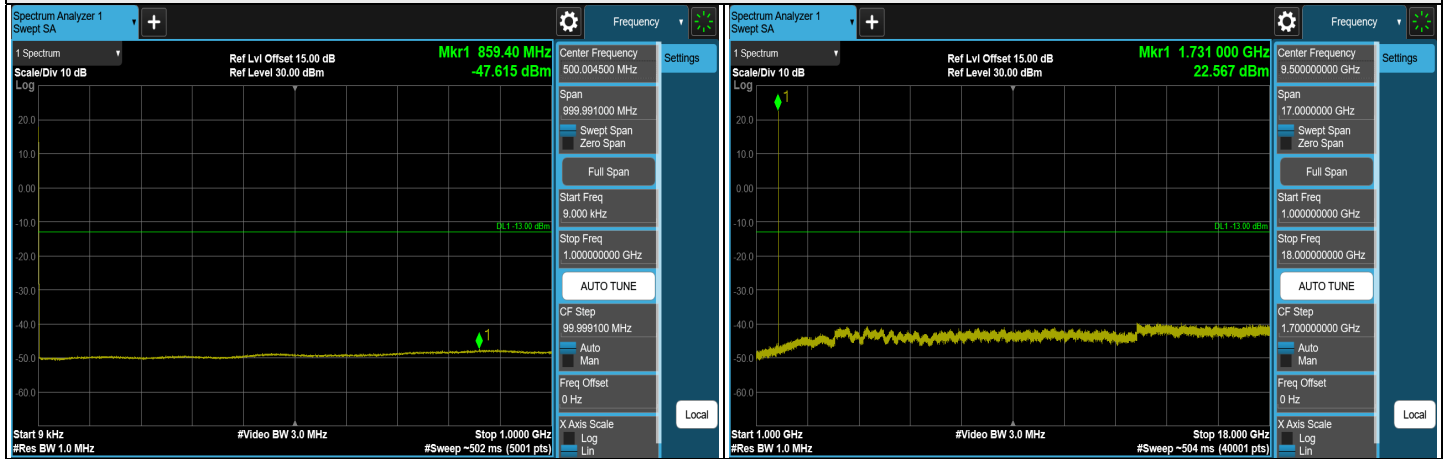 Spectrum Analyzer 1
Swept SA
+
Frequency
1 Spectrum
Scale/Div 10 dB
Log
Ref Lvl Offset 15.00 dB
Ref Level 30.00 dBm
Mkr1 859.40 MHz
-47.615 dBm
1
20.0
10.0
0.00
-10.0
-20.0
-30.0
-40.0
-50.0
-60.0
DL1 -13.00 dBm
1
Start 9 kHz
#Res BW 1.0 MHz
#Video BW 3.0 MHz
Stop 1.0000 GHz
#Sweep ~502 ms (5001 pts)
Center Frequency
500.004500 MHz
Settings
Span
999.991000 MHz
Swept Span
Zero Span
Full Span
Start Freq
9.000 kHz
Stop Freq
1.000000000 GHz
AUTO TUNE
CF Step
99.999100 MHz
Auto
Man
Freq Offset
0 Hz
X Axis Scale
Log
Lin
Local
Spectrum Analyzer 1
Swept SA
+
Frequency
1 Spectrum
Scale/Div 10 dB
Log
Ref Lvl Offset 15.00 dB
Ref Level 30.00 dBm
Mkr1 1.731 000 GHz
22.567 dBm
1
20.0
10.0
0.00
-10.0
-20.0
-30.0
-40.0
-50.0
-60.0
DL1 -13.00 dBm
Start 1.000 GHz
#Res BW 1.0 MHz
#Video BW 3.0 MHz
Stop 18.000 GHz
#Sweep ~504 ms (40001 pts)
Center Frequency
9.500000000 GHz
Settings
Span
17.0000000 GHz
Swept Span
Zero Span
Full Span
Start Freq
1.000000000 GHz
Stop Freq
18.000000000 GHz
AUTO TUNE
CF Step
1.700000000 GHz
Auto
Man
Freq Offset
0 Hz
X Axis Scale
Log
Lin
Local